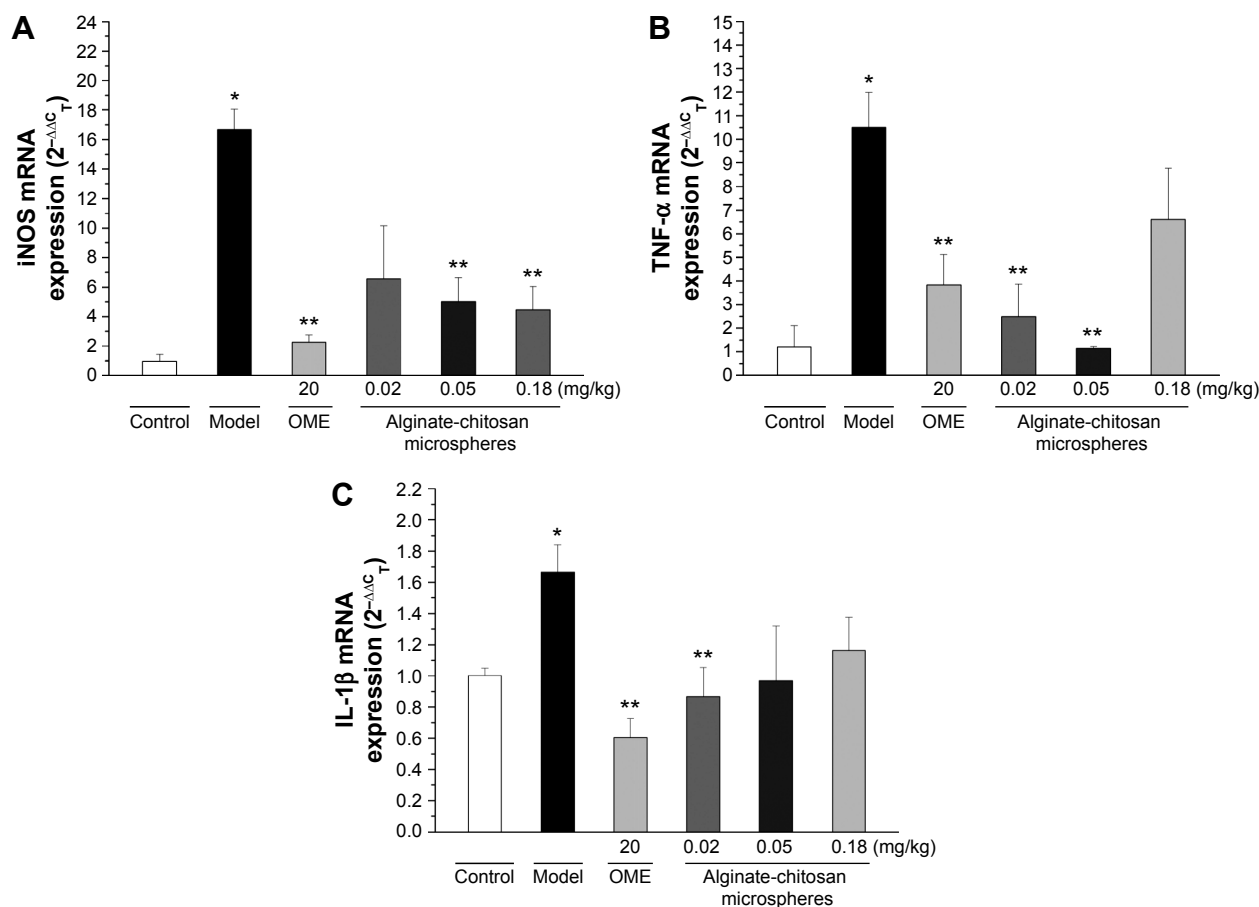 A
iNOS mRNA
expression (2⁻ΔΔCT)
24
22
20
18
16
14
12
10
8
6
4
2
0
*
**
**
**
20 0.02 0.05 0.18 (mg/kg)
Control Model OME Alginate-chitosan
microspheres
B
TNF-α mRNA
expression (2⁻ΔΔCT)
15
14
13
12
11
10
9
8
7
6
5
4
3
2
1
0
*
**
**
**
20 0.02 0.05 0.18 (mg/kg)
Control Model OME Alginate-chitosan
microspheres
C
IL-1β mRNA
expression (2⁻ΔΔCT)
2.2
2.0
1.8
1.6
1.4
1.2
1.0
0.8
0.6
0.4
0.2
0.0
*
**
**
20 0.02 0.05 0.18 (mg/kg)
Control Model OME Alginate-chitosan
microspheres